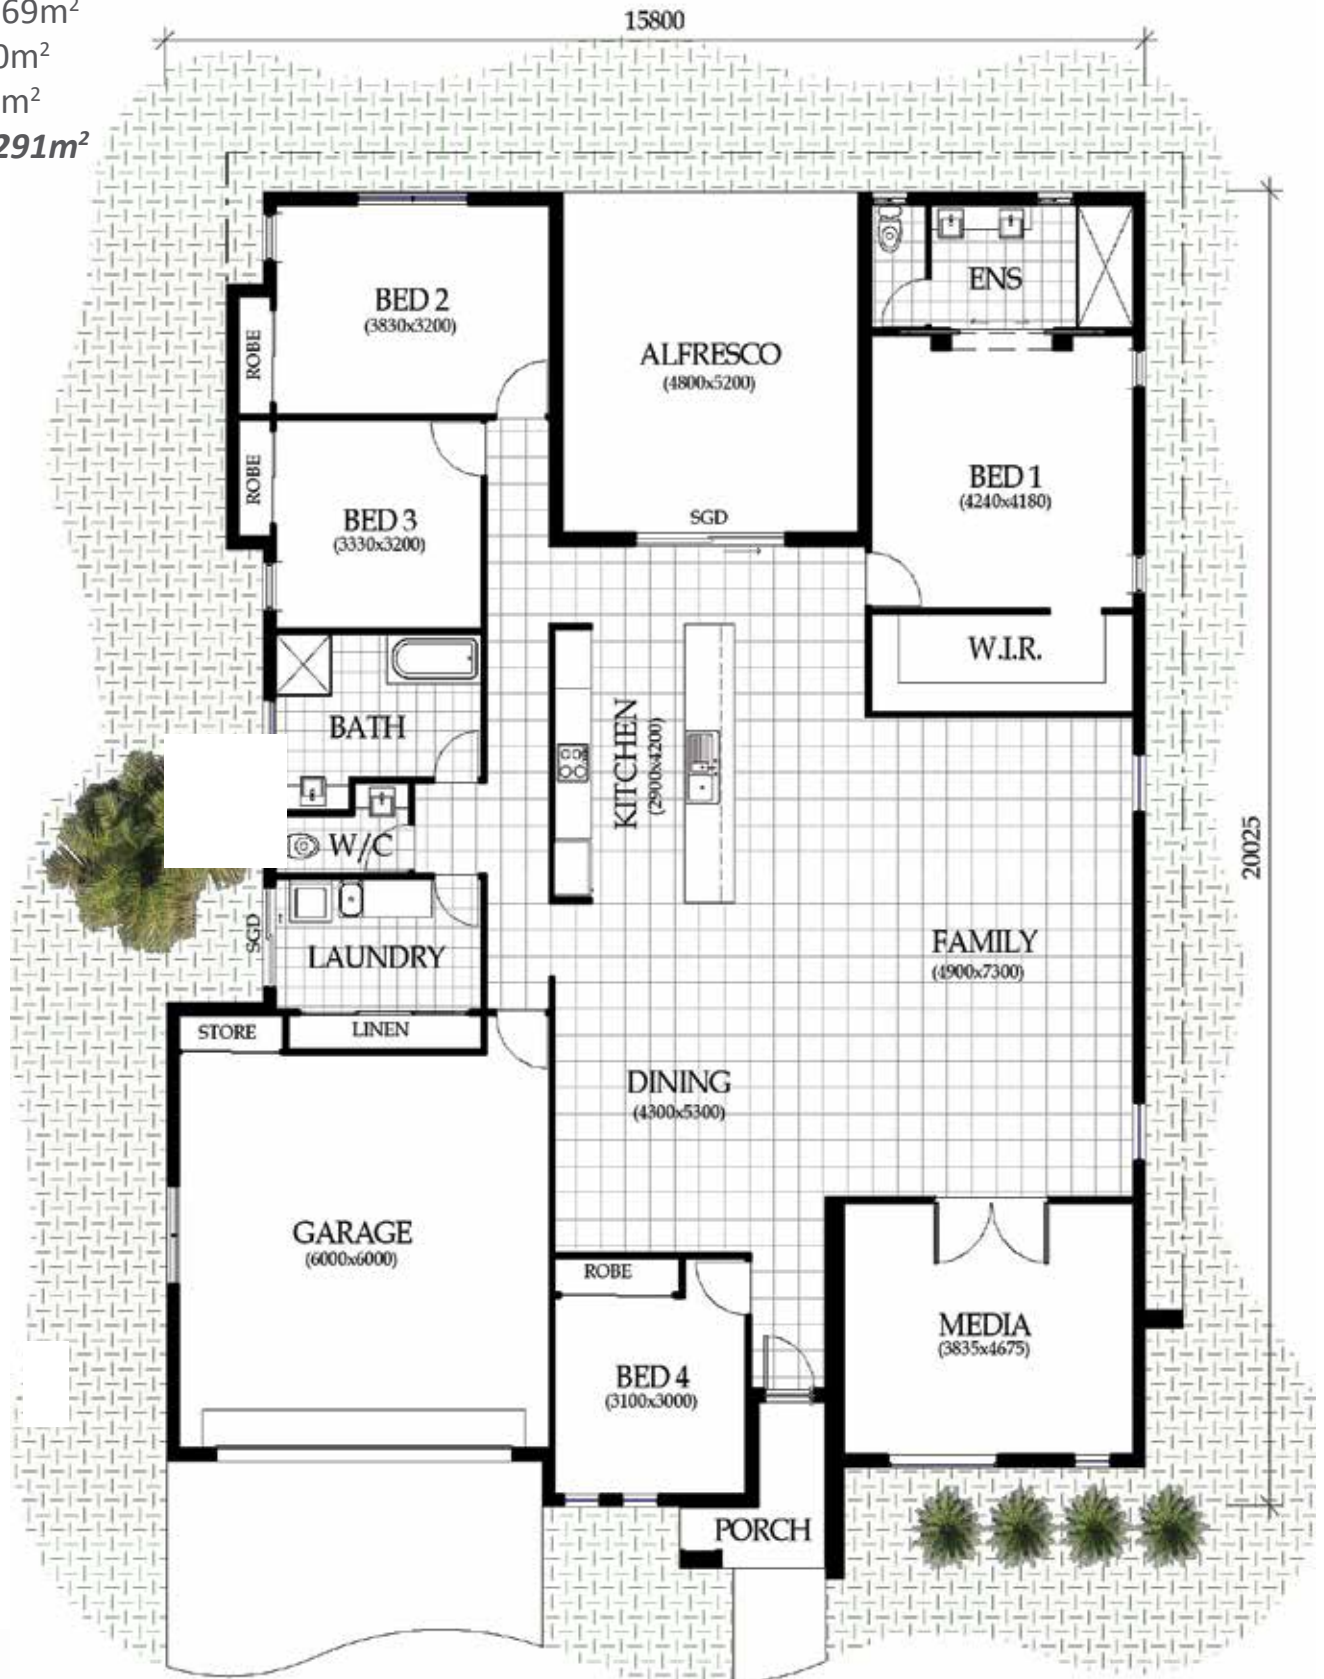 69m²
0m²
m²
291m²
15800
BED 2
(3830x3200)
ROBE
ALFRESCO
(4800x5200)
SGD
ENS
BED 1
(4240x4180)
ROBE
BED 3
(3330x3200)
W.I.R.
BATH
KITCHEN
(2900x4200)
W/C
20025
SGD
LAUNDRY
FAMILY
(4900x7300)
STORE
LINEN
DINING
(4300x5300)
GARAGE
(6000x6000)
ROBE
BED 4
(3100x3000)
MEDIA
(3835x4675)
PORCH